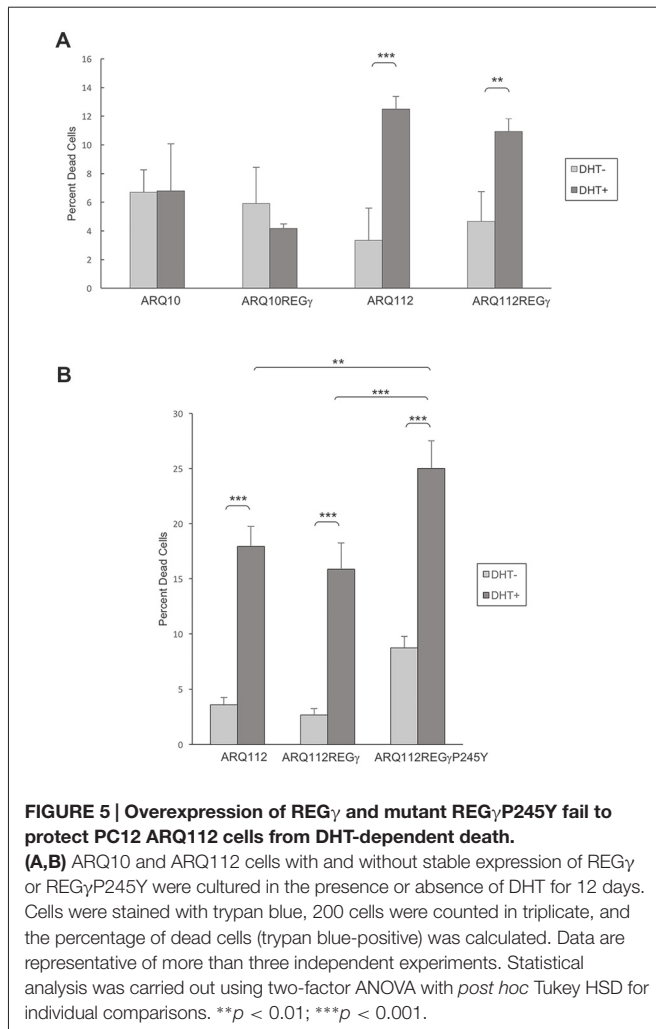 A
***
**
16
14
12
10
8
6
4
2
0
Percent Dead Cells
DHT-
DHT+
ARQ10
ARQ10REGγ
ARQ112
ARQ112REGγ
B
**
***
***
***
***
30
25
20
15
10
5
0
Percent Dead Cells
DHT-
DHT+
ARQ112
ARQ112REGγ
ARQ112REGγP245Y
FIGURE 5 | Overexpression of REGγ and mutant REGγP245Y fail to
protect PC12 ARQ112 cells from DHT-dependent death.
(A,B) ARQ10 and ARQ112 cells with and without stable expression of REGγ
or REGγP245Y were cultured in the presence or absence of DHT for 12 days.
Cells were stained with trypan blue, 200 cells were counted in triplicate, and
the percentage of dead cells (trypan blue-positive) was calculated. Data are
representative of more than three independent experiments. Statistical
analysis was carried out using two-factor ANOVA with post hoc Tukey HSD for
individual comparisons. **p < 0.01; ***p < 0.001.